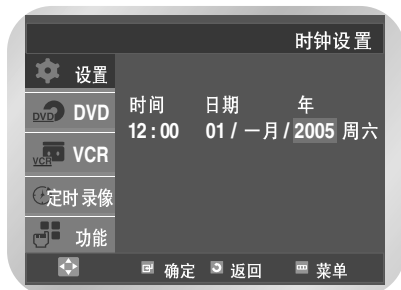 时钟设置
设置
DVD DVD
时间 日期 年
12 : 00 01 / 一月 / 2005 周六
VCR VCR
定时录像
功能
确定 返回 菜单